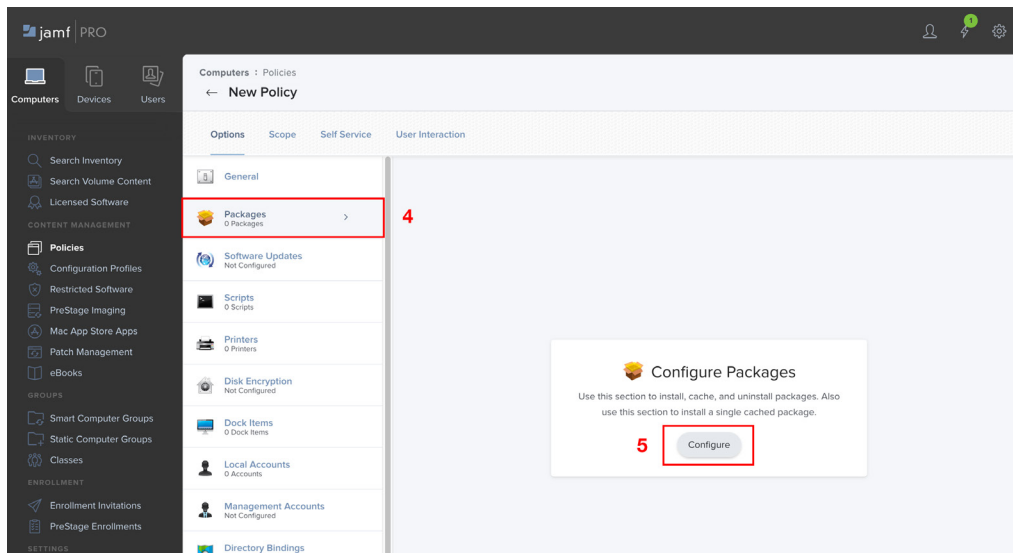 jamf PRO
1
Computers
Devices
Users
Computers : Policies
← New Policy
Options
Scope
Self Service
User Interaction
INVENTORY
Search Inventory
Search Volume Content
Licensed Software
CONTENT MANAGEMENT
Policies
Configuration Profiles
Restricted Software
PreStage Imaging
Mac App Store Apps
Patch Management
eBooks
GROUPS
Smart Computer Groups
Static Computer Groups
Classes
ENROLLMENT
Enrollment Invitations
PreStage Enrollments
SETTINGS
General
Packages
0 Packages
4
Software Updates
Not Configured
Scripts
0 Scripts
Printers
0 Printers
Disk Encryption
Not Configured
Dock Items
0 Dock Items
Local Accounts
0 Accounts
Management Accounts
Not Configured
Directory Bindings
Configure Packages
Use this section to install, cache, and uninstall packages. Also
use this section to install a single cached package.
5
Configure